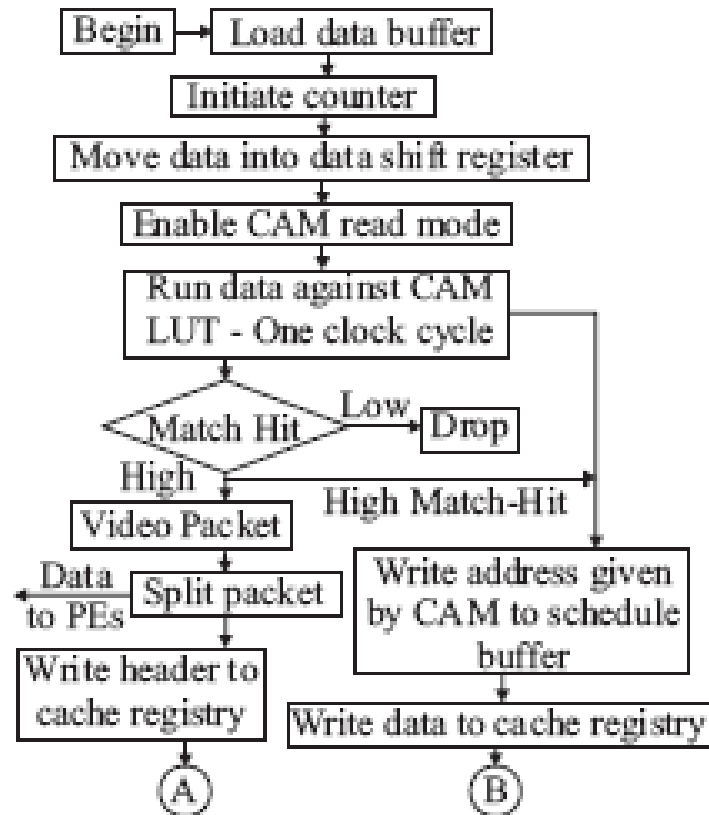 Begin
Load data buffer
Initiate counter
Move data into data shift register
Enable CAM read mode
Run data against CAM
LUT - One clock cycle
Match Hit
Low
Drop
High
High Match-Hit
Video Packet
Data
to PEs
Split packet
Write address given
by CAM to schedule
buffer
Write header to
cache registry
Write data to cache registry
A
B